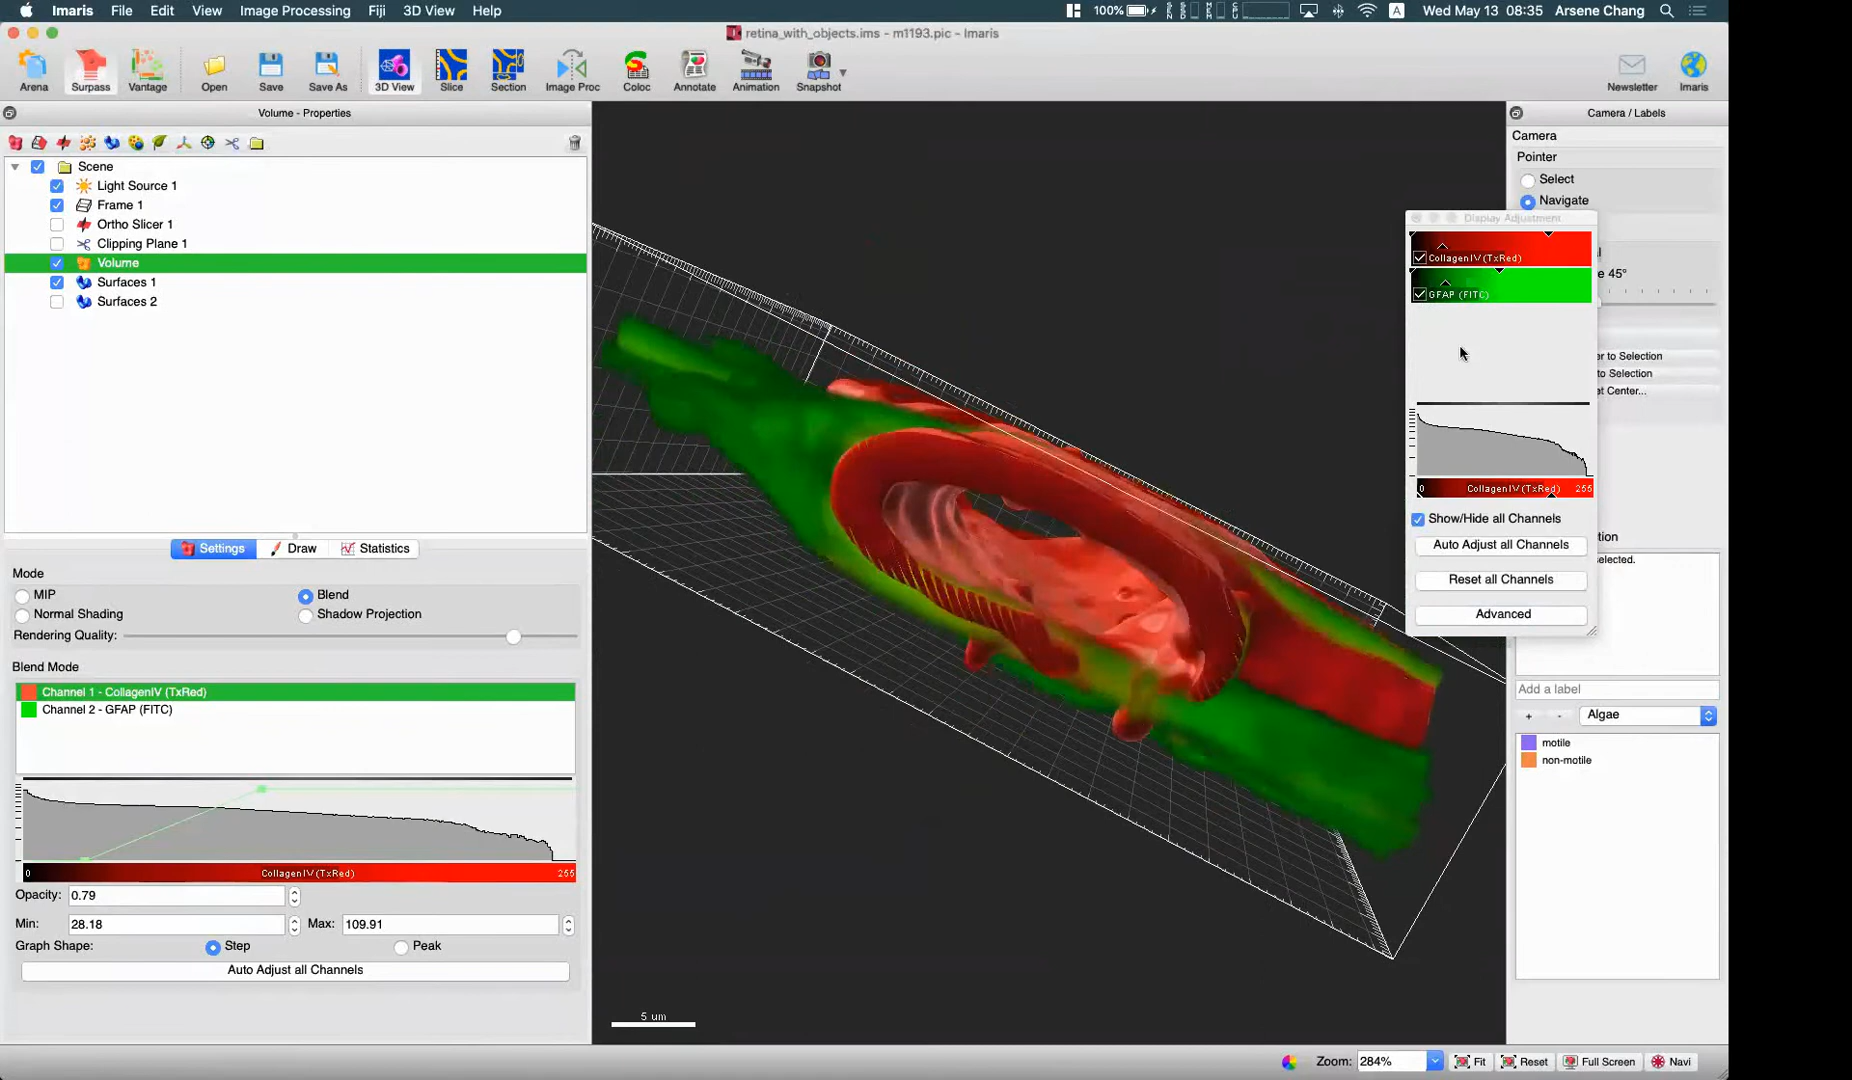 Imaris File Edit View Image Processing Fiji 3D View Help
100% A Wed May 13 08:35 Arsene Chang
retina_with_objects.ims - m1193.pic - Imaris
Arena Surpass Vantage Open Save Save As 3D View Slice Section Image Proc Coloc Annotate Animation Snapshot Newsletter Imaris
Volume - Properties
Scene
Light Source 1
Frame 1
Ortho Slicer 1
Clipping Plane 1
Volume
Surfaces 1
Surfaces 2
Settings Draw Statistics
Mode
MIP Blend
Normal Shading Shadow Projection
Rendering Quality:
Blend Mode
Channel 1 - CollagenIV (TxRed)
Channel 2 - GFAP (FITC)
0 CollagenIV(TxRed) 255
Opacity: 0.79
Min: 28.18 Max: 109.91
Graph Shape: Step Peak
Auto Adjust all Channels
5 um
Camera / Labels
Camera
Pointer
Select
Navigate
Display Adjustment
CollagenIV(TxRed)
GFAP (FITC)
e 45°
er to Selection
to Selection
et Center...
0 CollagenIV(TxRed) 255
Show/Hide all Channels
Auto Adjust all Channels
Reset all Channels
Advanced
selected.
Add a label
+ - Algae
motile
non-motile
Zoom: 284% Fit Reset Full Screen Navi